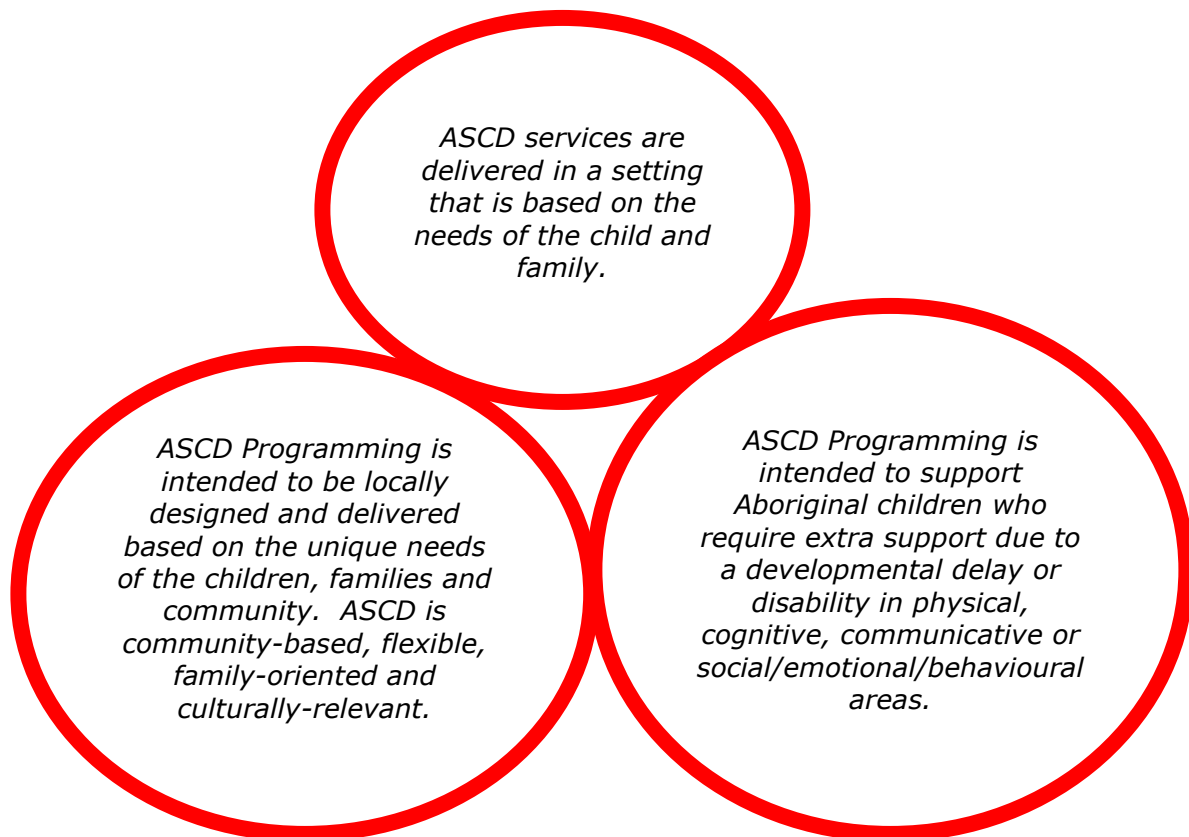 ASCD services are
delivered in a setting
that is based on the
needs of the child and
family.
ASCD Programming is
intended to be locally
designed and delivered
based on the unique needs
of the children, families and
community.  ASCD is
community-based, flexible,
family-oriented and
culturally-relevant.
ASCD Programming is
intended to support
Aboriginal children who
require extra support due to
a developmental delay or
disability in physical,
cognitive, communicative or
social/emotional/behavioural
areas.